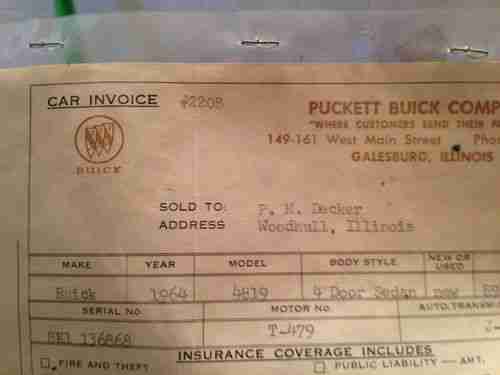 CAR INVOICE #2208
PUCKETT BUICK COMP
"WHERE CUSTOMERS SEND THEIR
149-161 West Main Street Pho
GALESBURG, ILLINOIS
BUICK
SOLD TO: P. M. Decker
ADDRESS Woodhull, Illinois
MAKE YEAR MODEL BODY STYLE NEW OR USED
Buick 1964 4819 4 Door Sedan new
SERIAL NO. MOTOR NO. AUTO. TRANSM
136868 T-479
INSURANCE COVERAGE INCLUDES
FIRE AND THEFT PUBLIC LIABILITY — AMT.